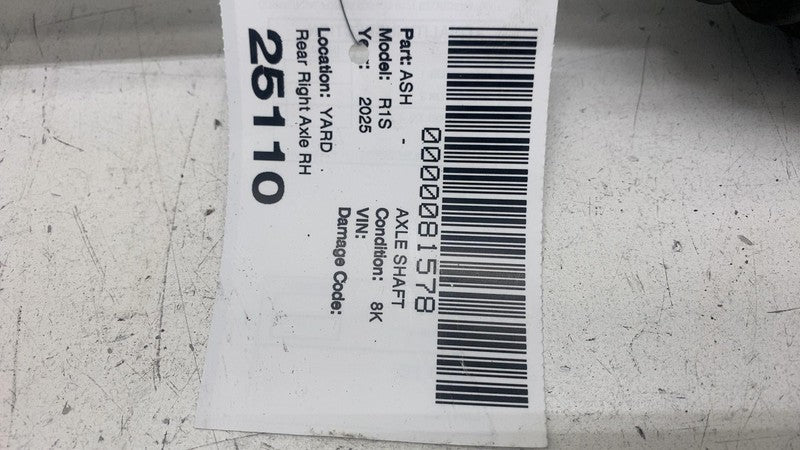 0000081578
Part: ASH - AXLE SHAFT
Model: R1S Condition: 8K
Year: 2025 VIN:
Damage Code:
Location: YARD
Rear Right Axle RH
25110